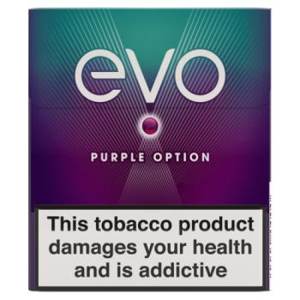 evo
PURPLE OPTION
This tobacco product
damages your health
and is addictive